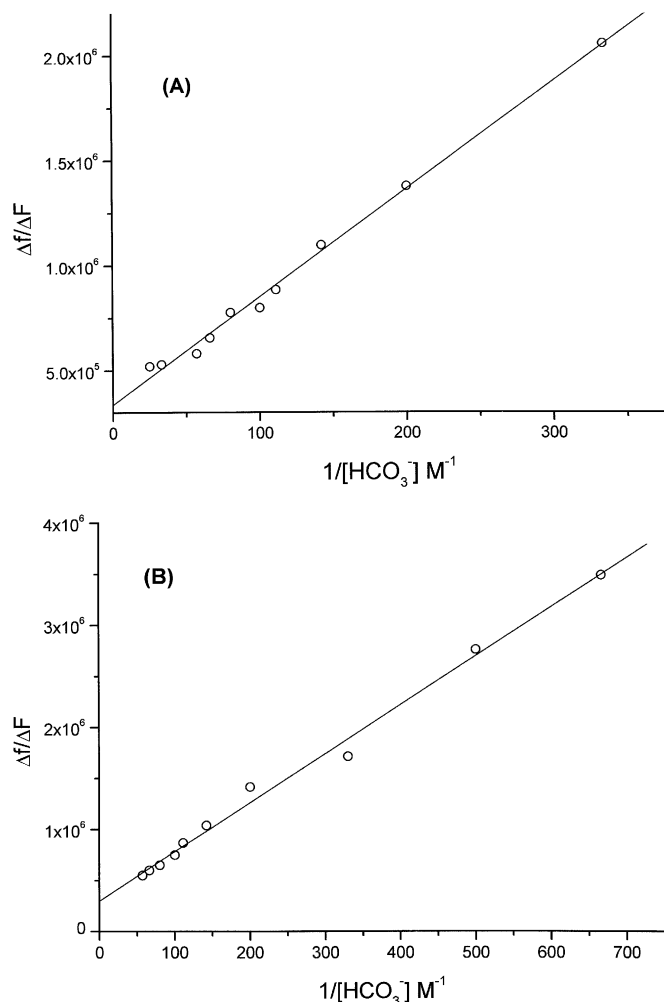 2.0x10⁶
(A)
1.5x10⁶
Δf/ΔF
1.0x10⁶
5.0x10⁵
0 100 200 300
1/[HCO₃⁻] M⁻¹
4x10⁶
(B)
3x10⁶
Δf/ΔF
2x10⁶
1x10⁶
0
0 100 200 300 400 500 600 700
1/[HCO₃⁻] M⁻¹